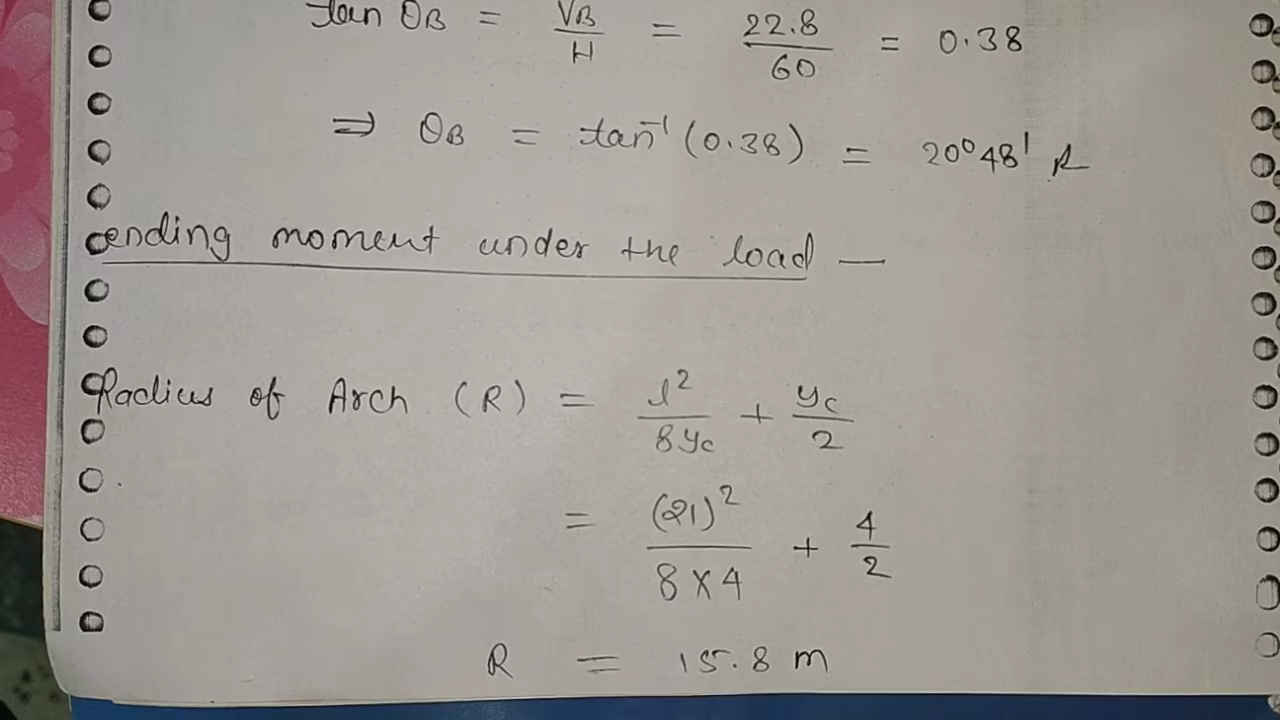 tan θB = VB/H = 22.8/60 = 0.38
⇒ θB = tan⁻¹(0.38) = 20°48'
ending moment under the load —
Radius of Arch (R) = l²/8yc + yc/2
= (21)²/8×4 + 4/2
R = 15.8 m